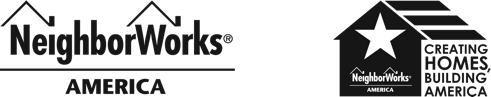 NeighborWorks®
AMERICA
CREATING
HOMES,
BUILDING
AMERICA
NeighborWorks®
AMERICA